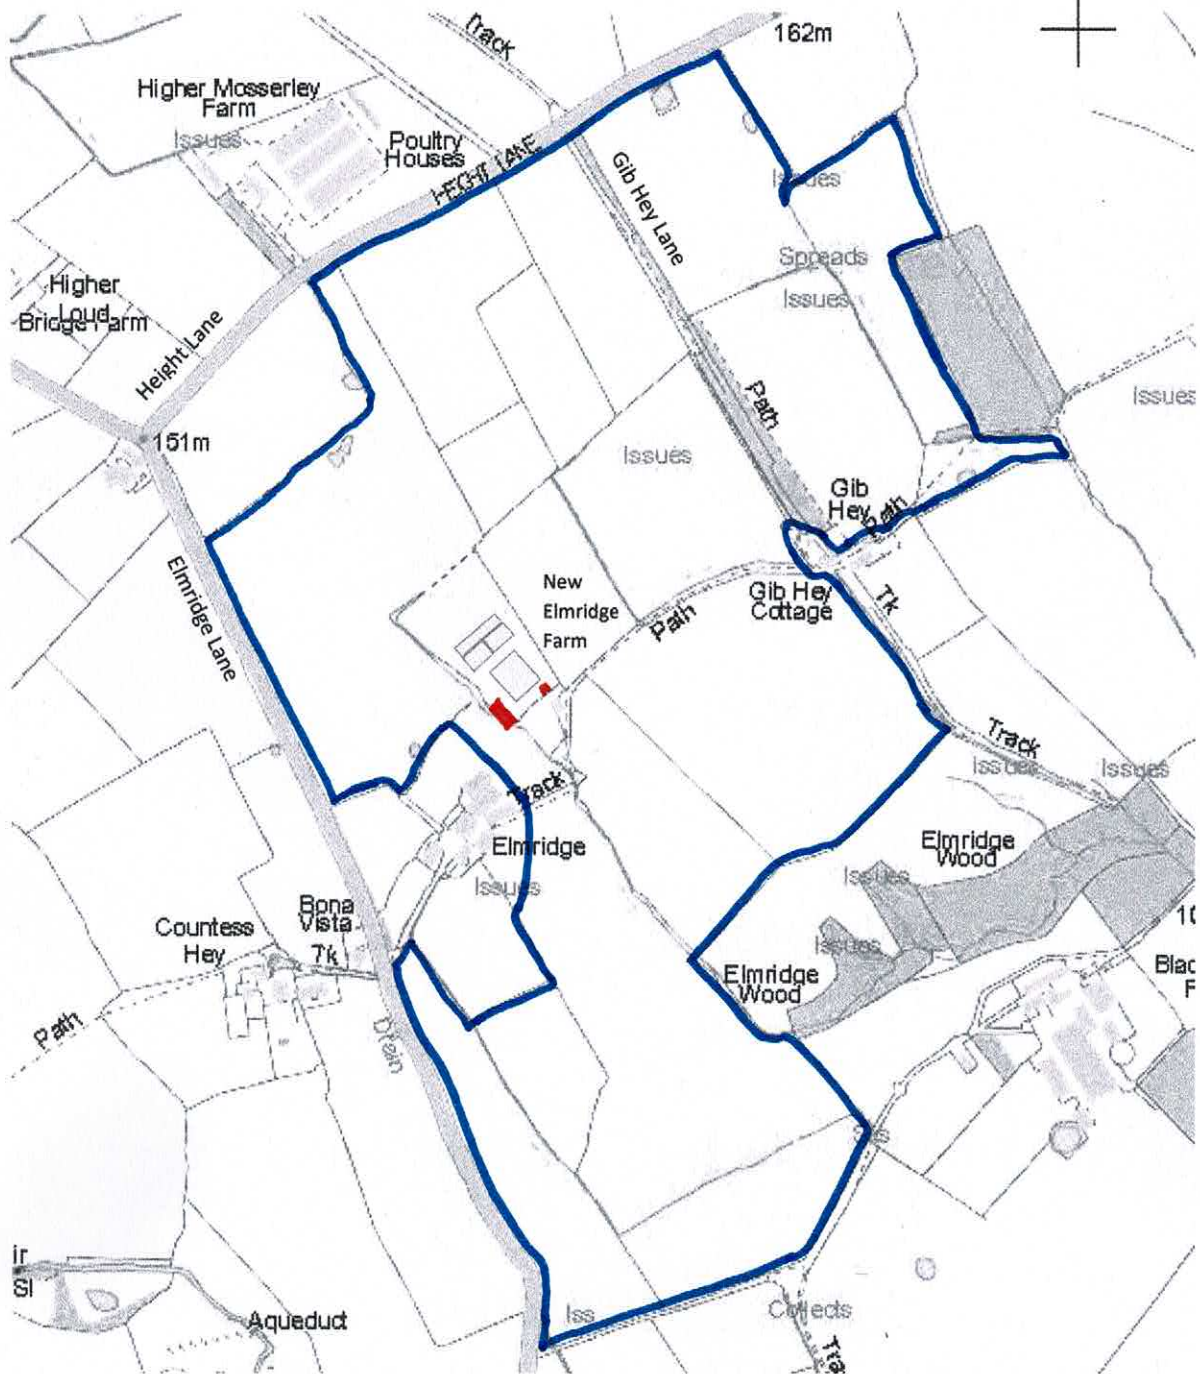 Track
162m
Higher Mosserley
Farm
Issues
Poultry
Houses
HEIGHT LANE
Gib Hey Lane
Issues
Spreads
Issues
Higher
Loud
Bridge Farm
Height Lane
Path
Issues
151m
Issues
Gib
Hey
Path
Elmridge Lane
New
Elmridge
Farm
Gib Hey
Cottage
Tk
Path
Track
Issues
Issues
Track
Elmridge
Issues
Elmridge
Wood
Issues
Bona
Vista
Tk
Countess
Hey
Issues
Elmridge
Wood
Path
Drain
Iss
Collects
Aqueduct